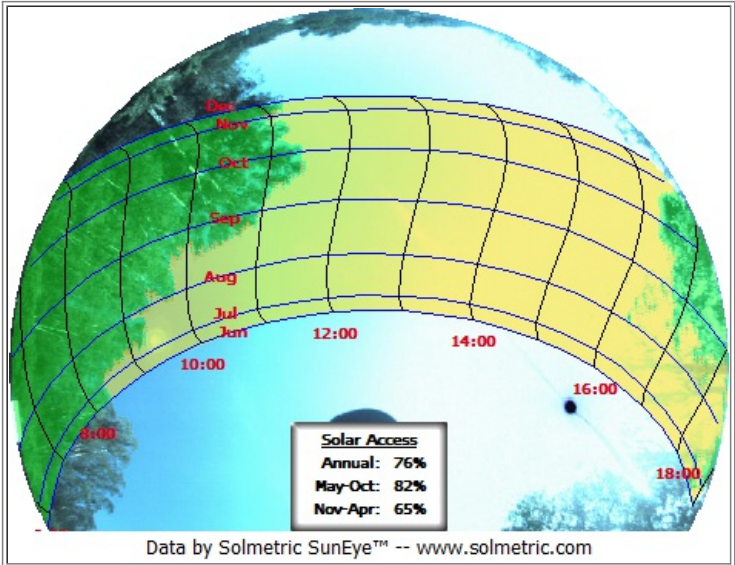 Dec
Nov
Oct
Sep
Aug
Jul
Jun
12:00
14:00
10:00
16:00
8:00
18:00
Solar Access
Annual: 76%
May-Oct: 82%
Nov-Apr: 65%
Data by Solmetric SunEye™ -- www.solmetric.com